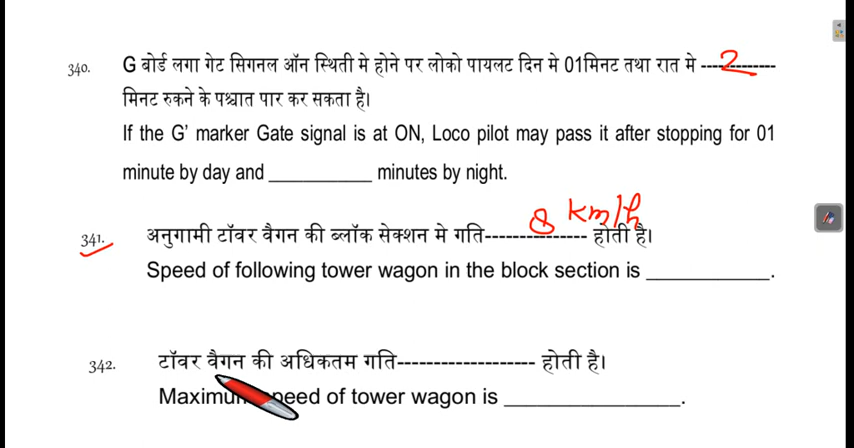 340. G बोर्ड लगा गेट सिगनल ऑन स्थिती मे होने पर लोको पायलट दिन मे 01मिनट तथा रात मे ----2--------
मिनट रुकने के पश्चात पार कर सकता है।
If the G’ marker Gate signal is at ON, Loco pilot may pass it after stopping for 01
minute by day and __________ minutes by night.
8 km/h
341. अनुगामी टॉवर वैगन की ब्लॉक सेक्शन मे गति--------------- होती है।
Speed of following tower wagon in the block section is ____________.
342. टॉवर वैगन की अधिकतम गति-------------------- होती है।
Maximum speed of tower wagon is _________________.